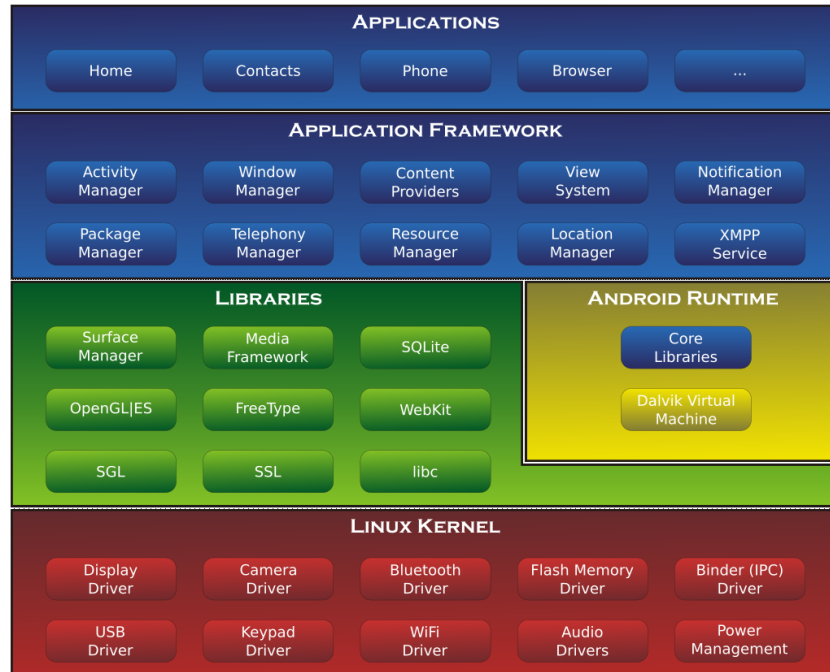 APPLICATIONS
Home
Contacts
Phone
Browser
...
APPLICATION FRAMEWORK
Activity
Manager
Window
Manager
Content
Providers
View
System
Notification
Manager
Package
Manager
Telephony
Manager
Resource
Manager
Location
Manager
XMPP
Service
LIBRARIES
Surface
Manager
Media
Framework
SQLite
OpenGL|ES
FreeType
WebKit
SGL
SSL
libc
ANDROID RUNTIME
Core
Libraries
Dalvik Virtual
Machine
LINUX KERNEL
Display
Driver
Camera
Driver
Bluetooth
Driver
Flash Memory
Driver
Binder (IPC)
Driver
USB
Driver
Keypad
Driver
WiFi
Driver
Audio
Drivers
Power
Management